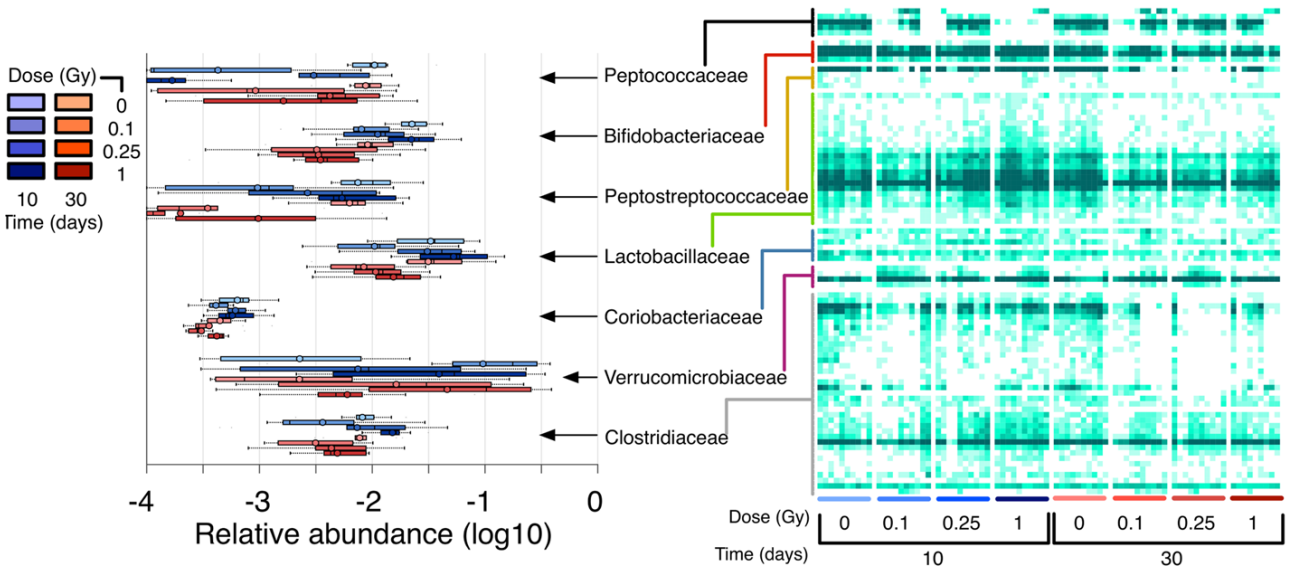 Dose (Gy)
0
0.1
0.25
1
10 30
Time (days)
Peptococcaceae
Bifidobacteriaceae
Peptostreptococcaceae
Lactobacillaceae
Coriobacteriaceae
Verrucomicrobiaceae
Clostridiaceae
-4 -3 -2 -1 0
Relative abundance (log10)
Dose (Gy) 0 0.1 0.25 1 0 0.1 0.25 1
Time (days) 10 30